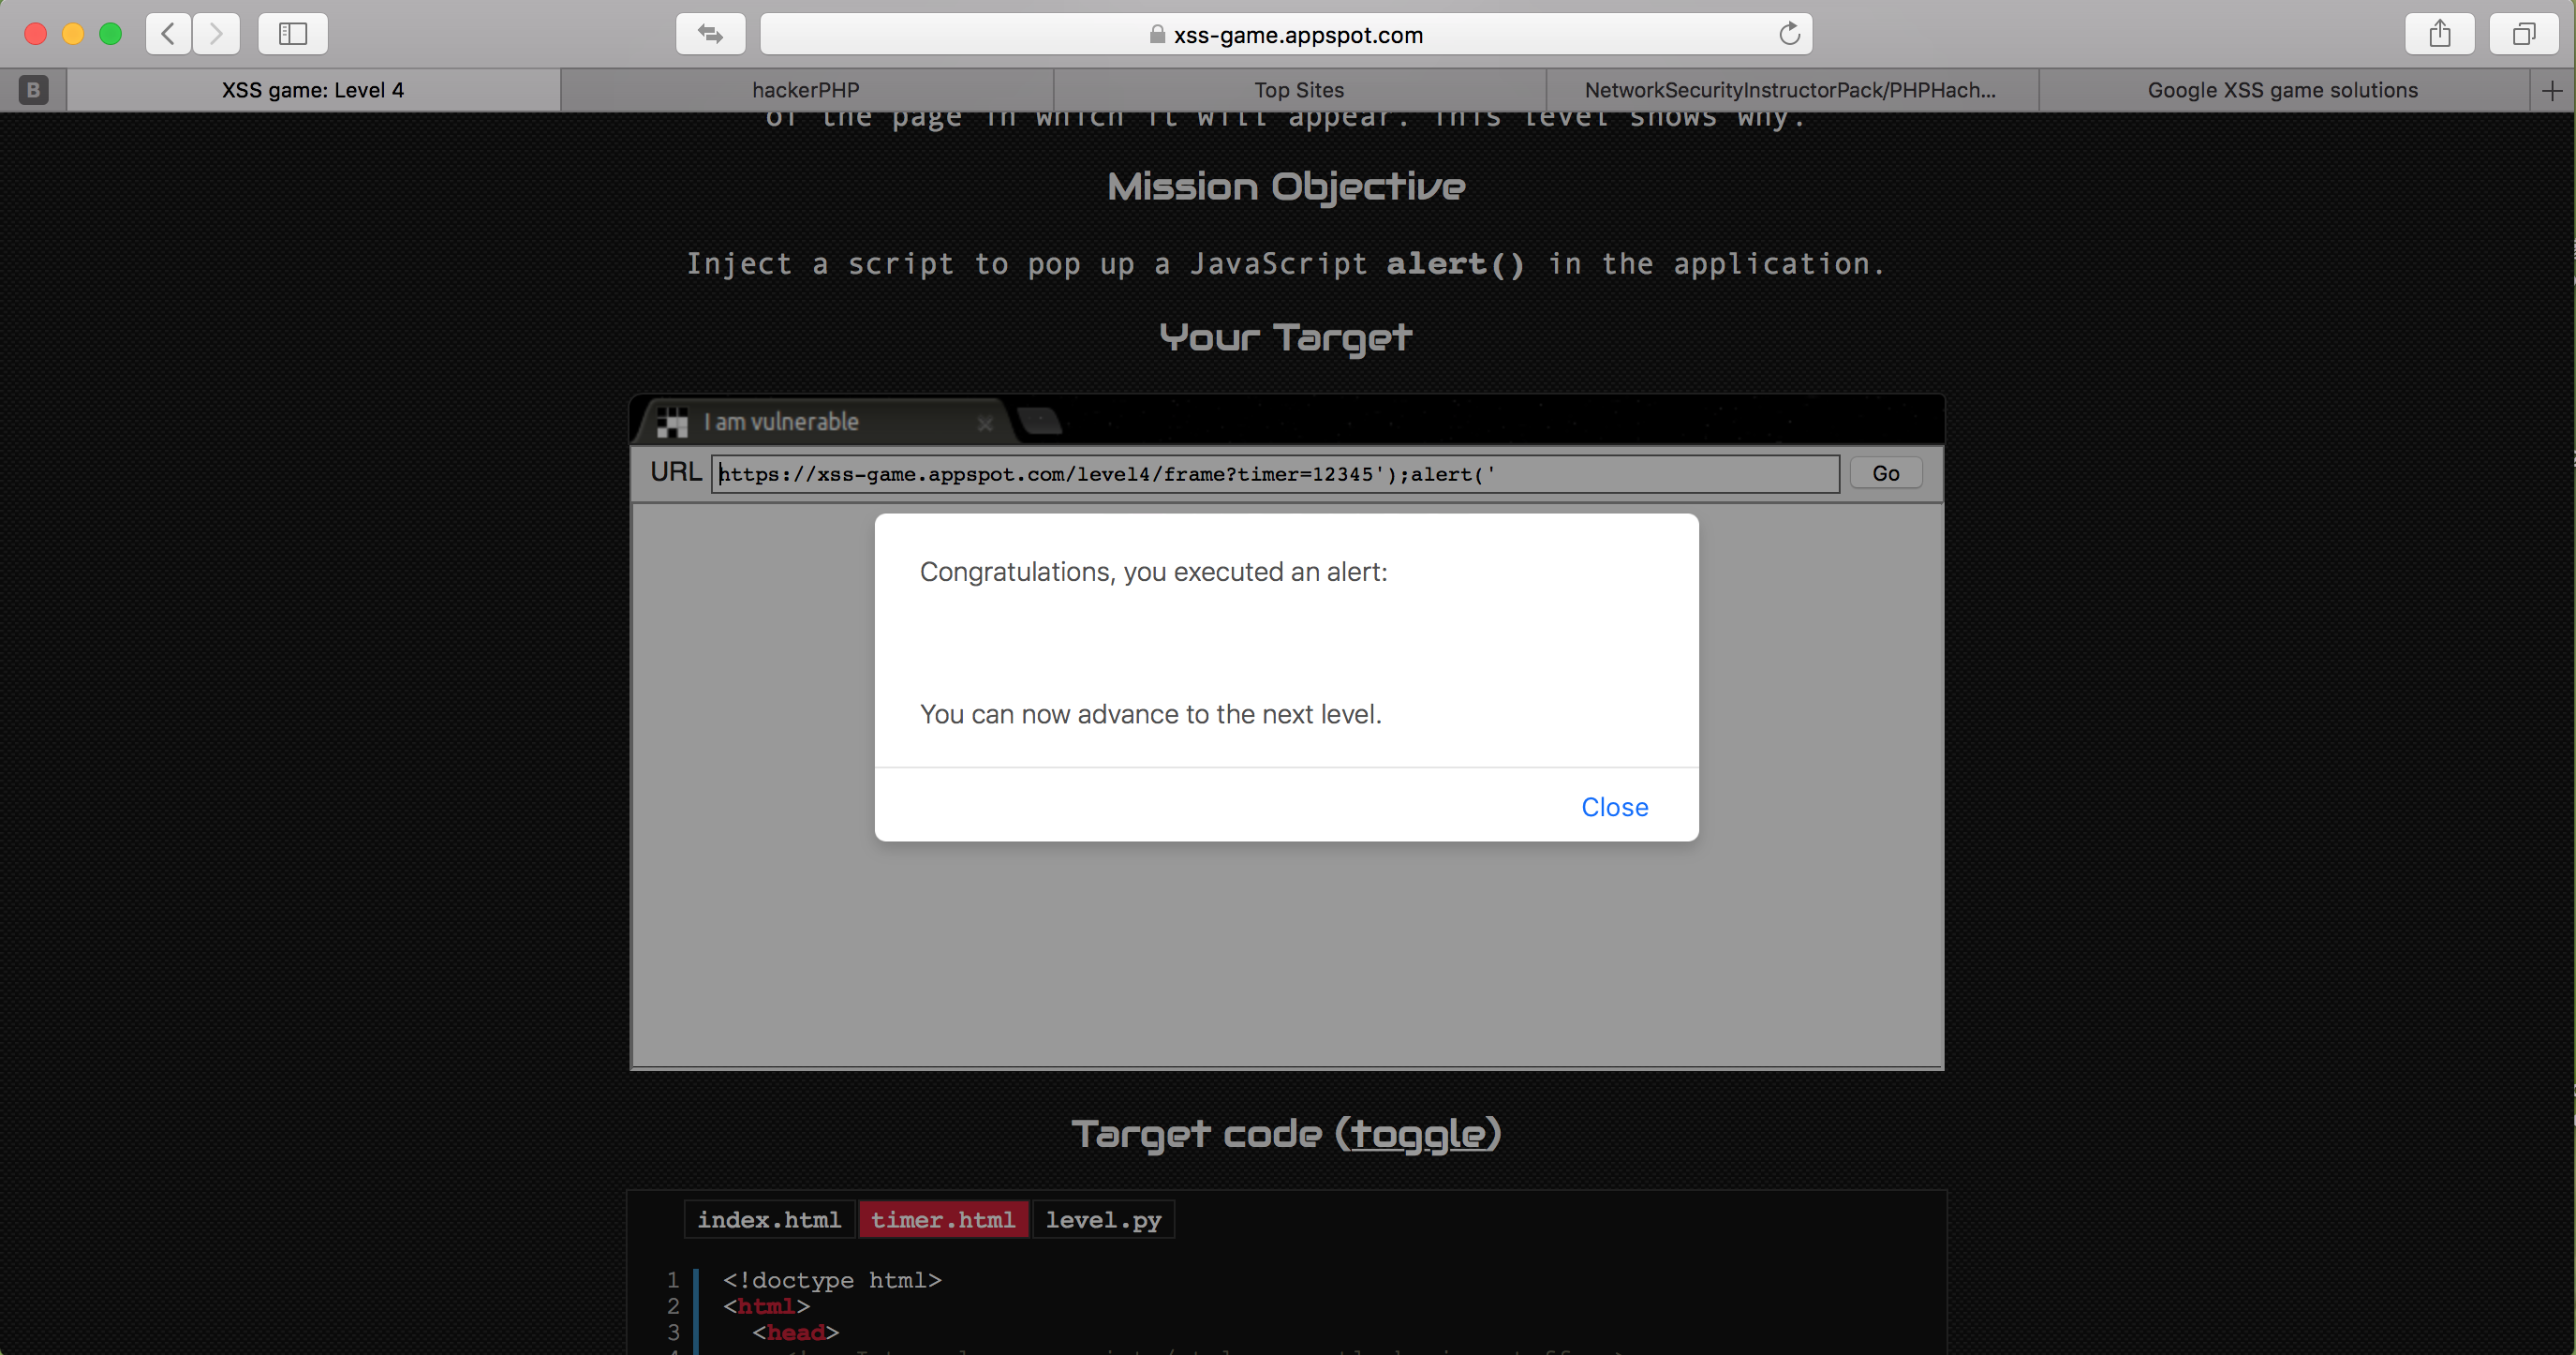 xss-game.appspot.com
B
XSS game: Level 4
hackerPHP
Top Sites
NetworkSecurityInstructorPack/PHPHach...
Google XSS game solutions
of the page in which it will appear. This level shows why.
Mission Objective
Inject a script to pop up a JavaScript alert() in the application.
Your Target
I am vulnerable
URL https://xss-game.appspot.com/level4/frame?timer=12345');alert(' Go
Congratulations, you executed an alert:
You can now advance to the next level.
Close
Target code (toggle)
index.html timer.html level.py
1 <!doctype html>
2 <html>
3 <head>